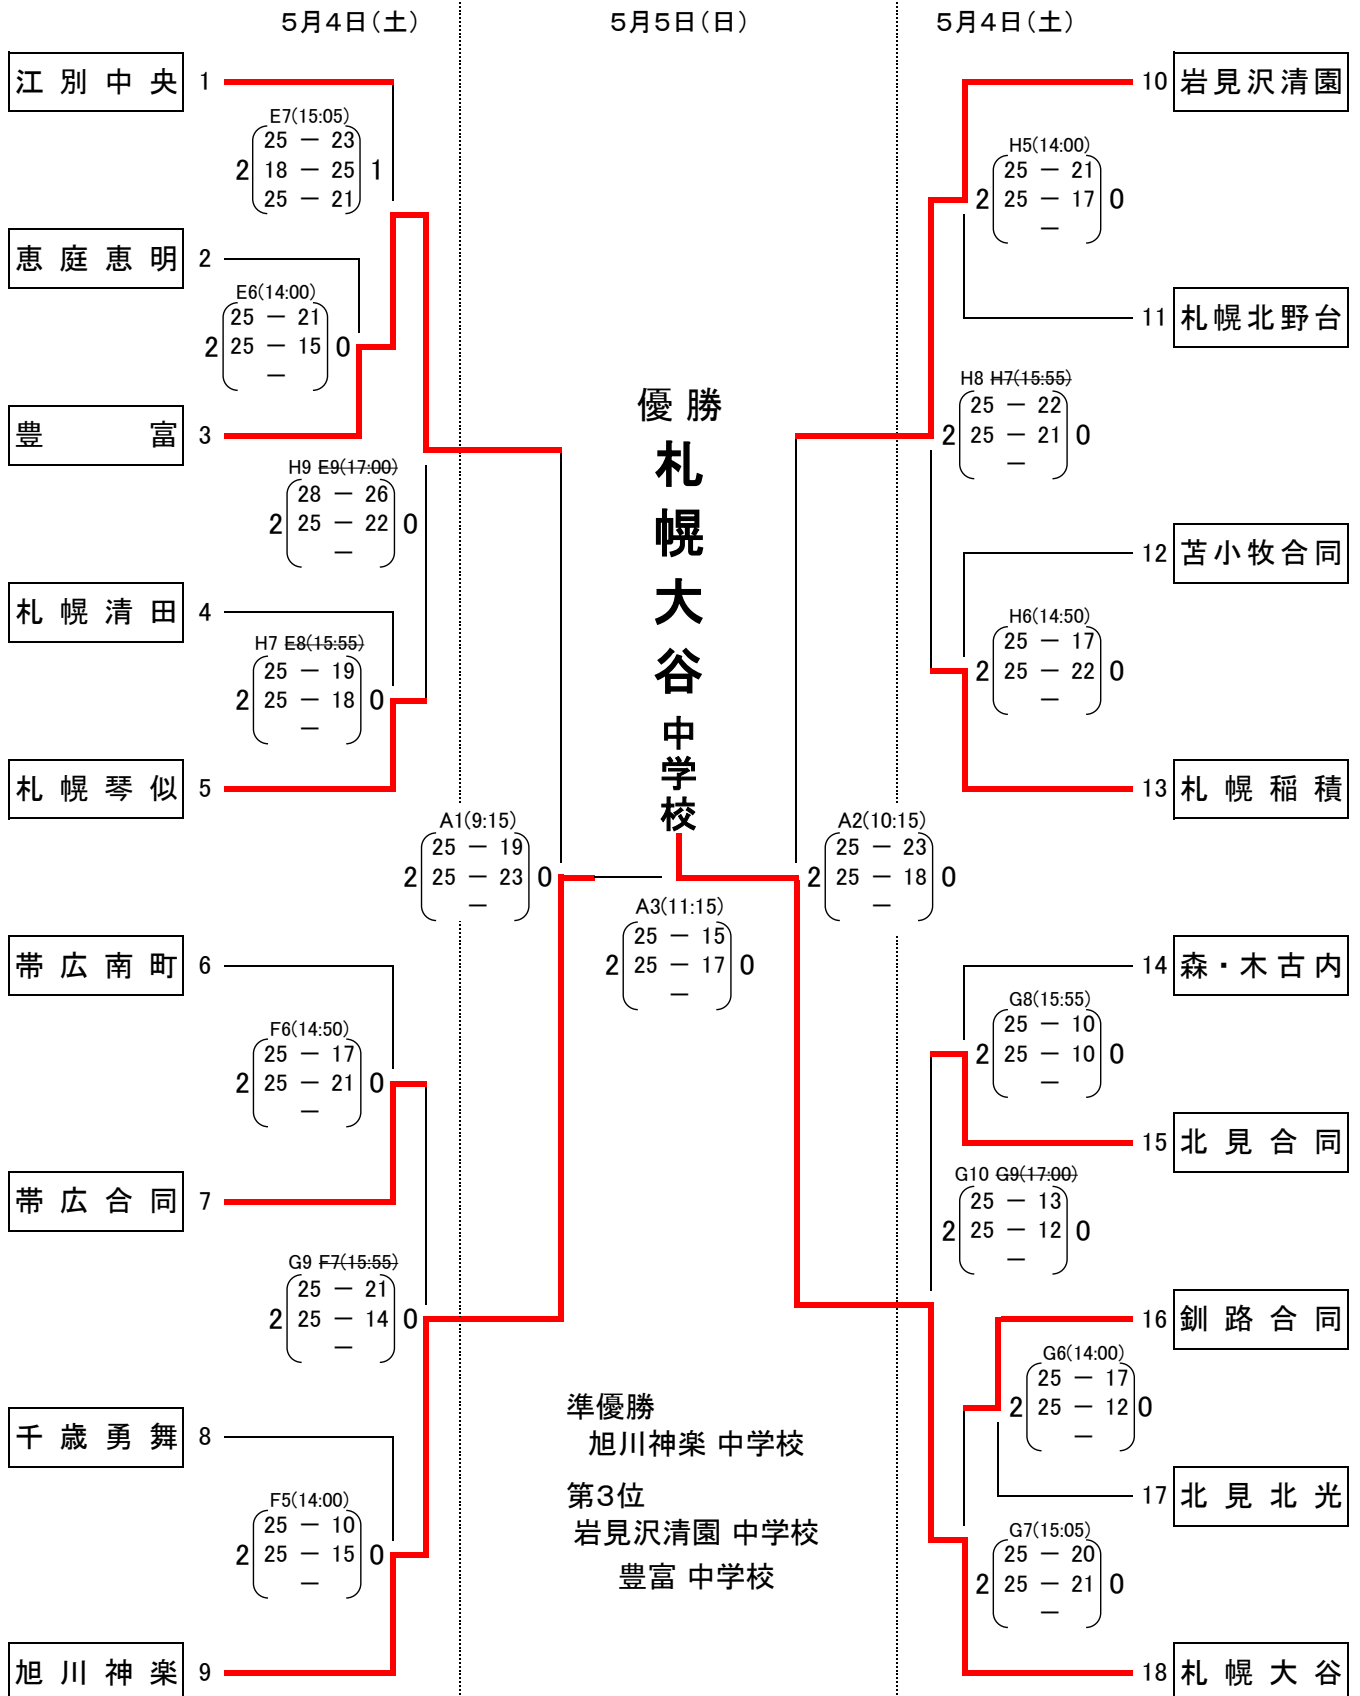 5月4日(土)
5月5日(日)
5月4日(土)
江別中央 1
E7(15:05)
25 － 23
2 18 － 25 1
25 － 21
恵庭恵明 2
E6(14:00)
25 － 21
2 25 － 15 0
－
豊富 3
H9 E9(17:00)
28 － 26
2 25 － 22 0
－
札幌清田 4
H7 E8(15:55)
25 － 19
2 25 － 18 0
－
札幌琴似 5
A1(9:15)
25 － 19
2 25 － 23 0
－
帯広南町 6
F6(14:50)
25 － 17
2 25 － 21 0
－
帯広合同 7
G9 F7(15:55)
25 － 21
2 25 － 14 0
－
千歳勇舞 8
F5(14:00)
25 － 10
2 25 － 15 0
－
旭川神楽 9
優勝
札幌大谷中学校
A3(11:15)
25 － 15
2 25 － 17 0
－
準優勝
旭川神楽 中学校
第3位
岩見沢清園 中学校
豊富 中学校
10 岩見沢清園
H5(14:00)
25 － 21
2 25 － 17 0
－
11 札幌北野台
H8 H7(15:55)
25 － 22
2 25 － 21 0
－
12 苫小牧合同
H6(14:50)
25 － 17
2 25 － 22 0
－
13 札幌稲積
A2(10:15)
25 － 23
2 25 － 18 0
－
14 森・木古内
G8(15:55)
25 － 10
2 25 － 10 0
－
15 北見合同
G10 G9(17:00)
25 － 13
2 25 － 12 0
－
16 釧路合同
G6(14:00)
25 － 17
2 25 － 12 0
－
17 北見北光
G7(15:05)
25 － 20
2 25 － 21 0
－
18 札幌大谷